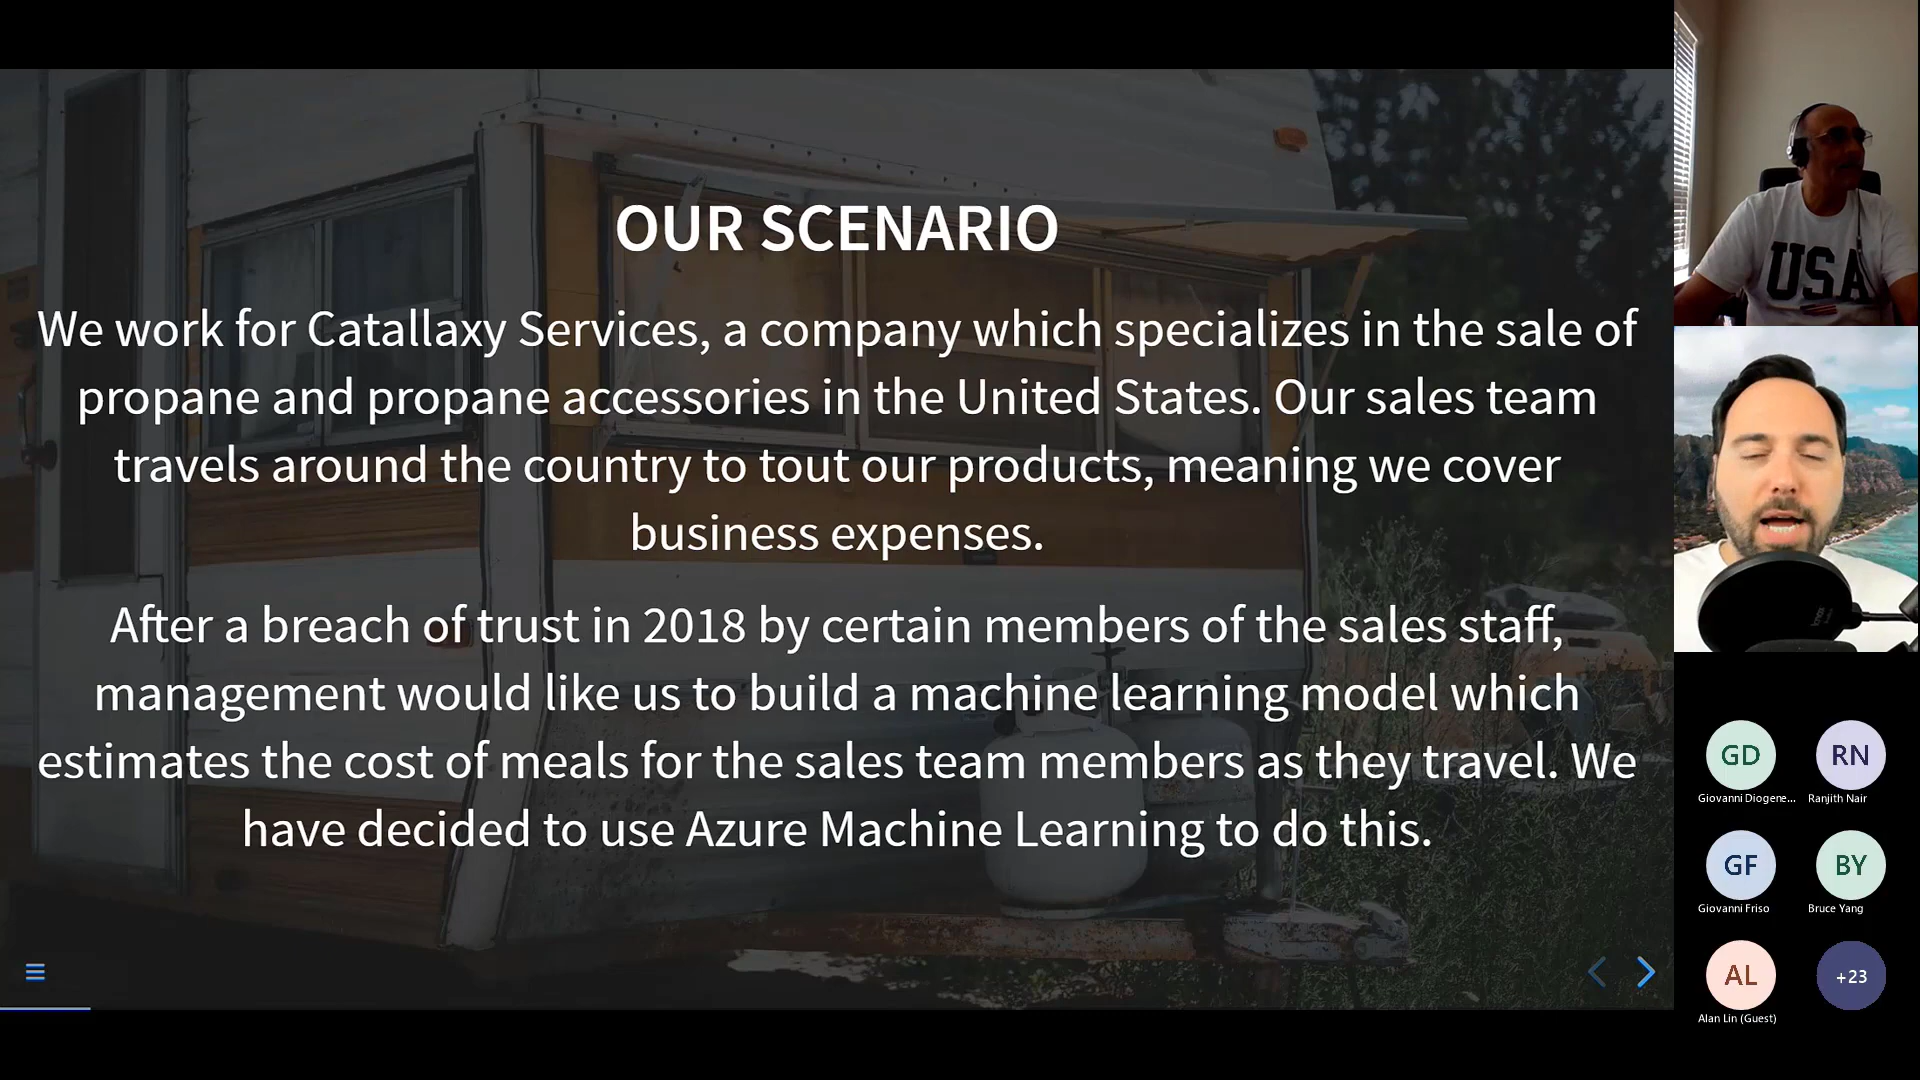 OUR SCENARIO
We work for Catallaxy Services, a company which specializes in the sale of
propane and propane accessories in the United States. Our sales team
travels around the country to tout our products, meaning we cover
business expenses.
After a breach of trust in 2018 by certain members of the sales staff,
management would like us to build a machine learning model which
estimates the cost of meals for the sales team members as they travel. We
have decided to use Azure Machine Learning to do this.
USA
GD
Giovanni Diogene...
RN
Ranjith Nair
GF
Giovanni Friso
BY
Bruce Yang
AL
Alan Lin (Guest)
+23